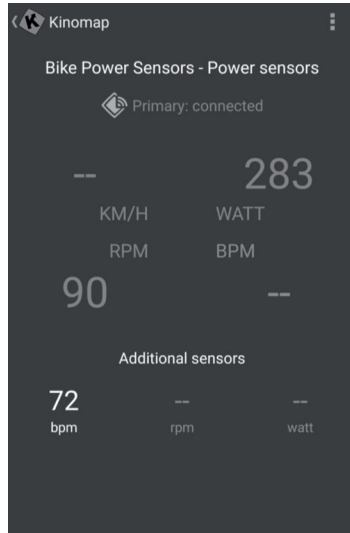 Kinomap
Bike Power Sensors - Power sensors
Primary: connected
-- 283
KM/H WATT
RPM BPM
90 --
Additional sensors
72 -- --
bpm rpm watt